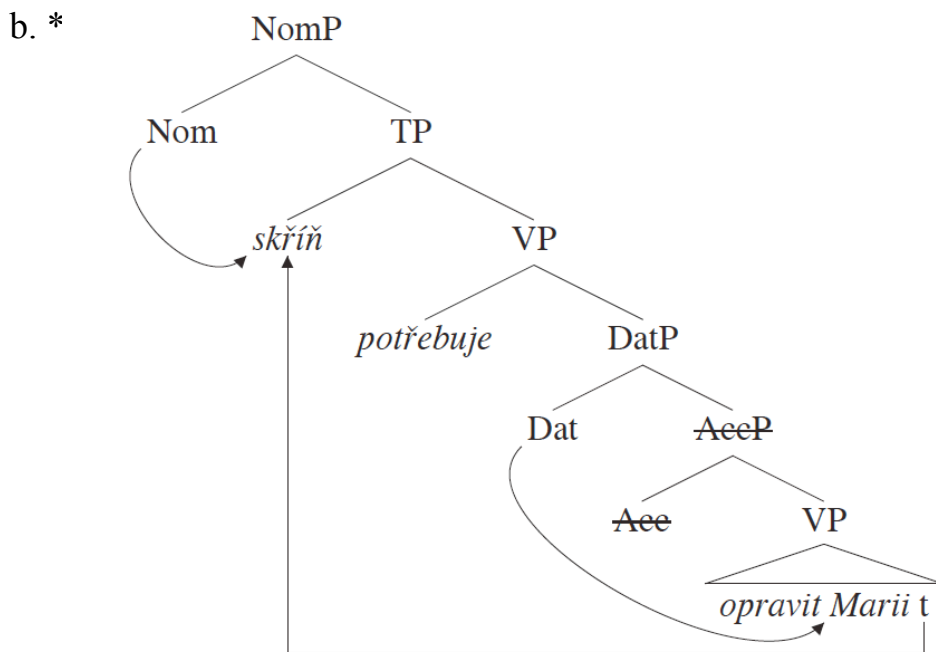 b. *
NomP
Nom TP
skříň VP
potřebuje DatP
Dat AccP
Acc VP
opravit Marii t